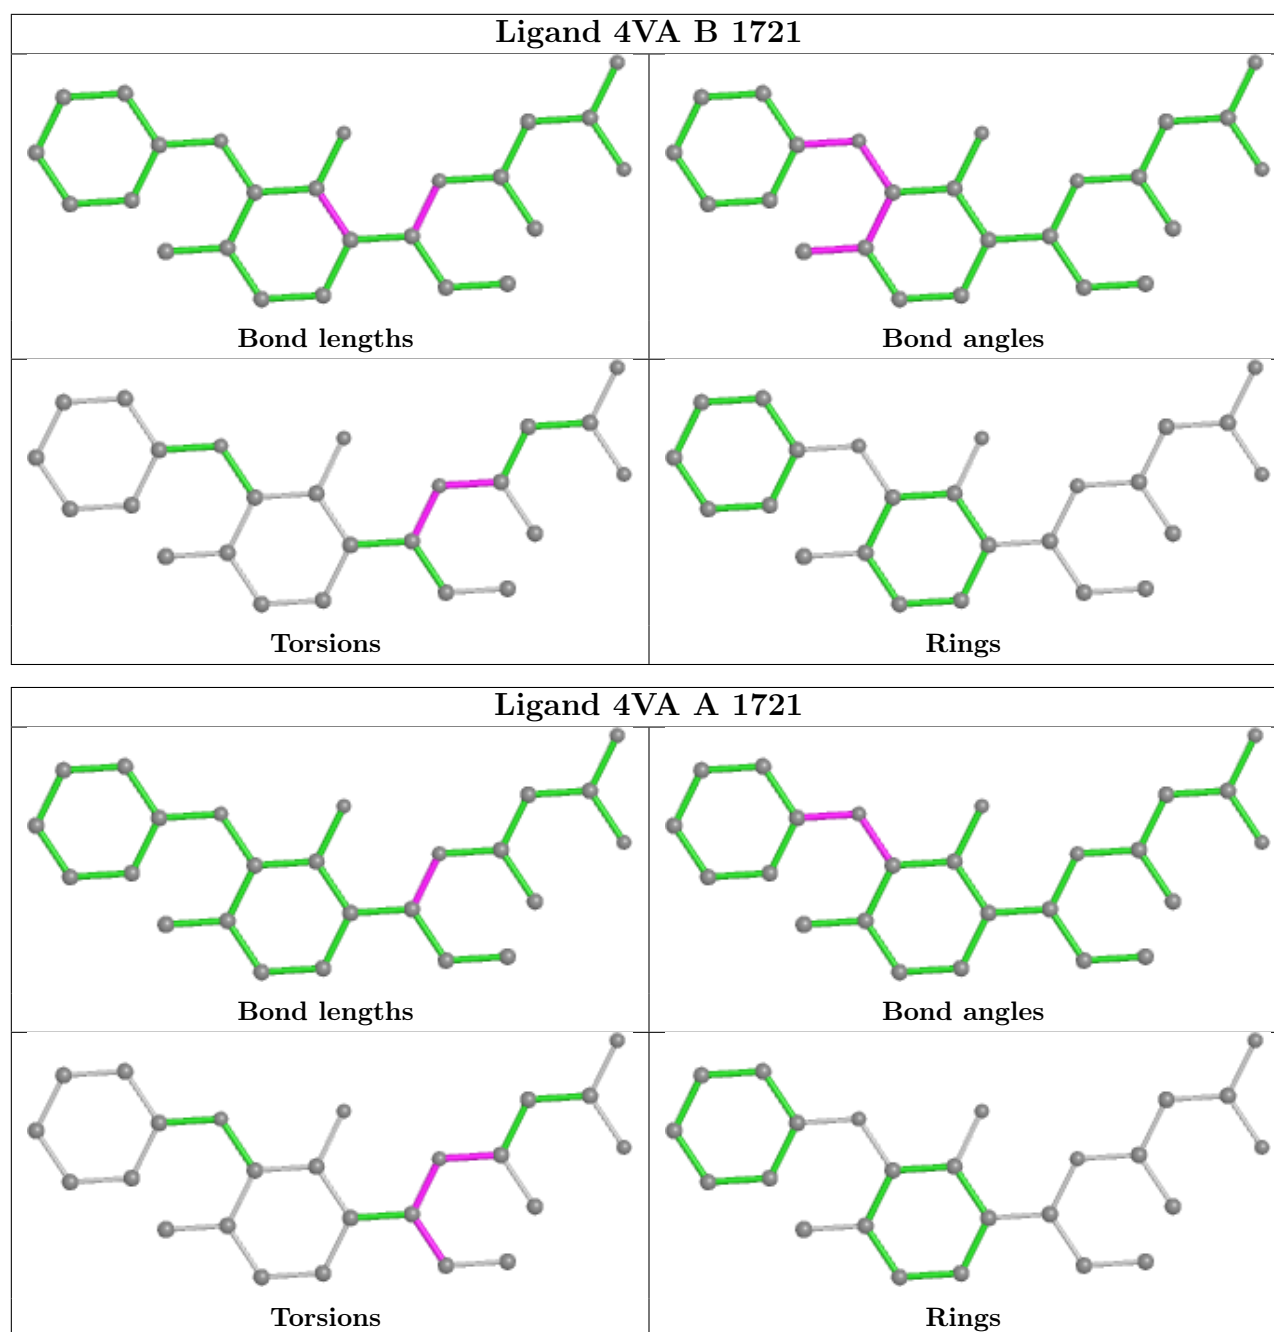 Ligand 4VA B 1721
Bond lengths
Bond angles
Torsions
Rings
Ligand 4VA A 1721
Bond lengths
Bond angles
Torsions
Rings